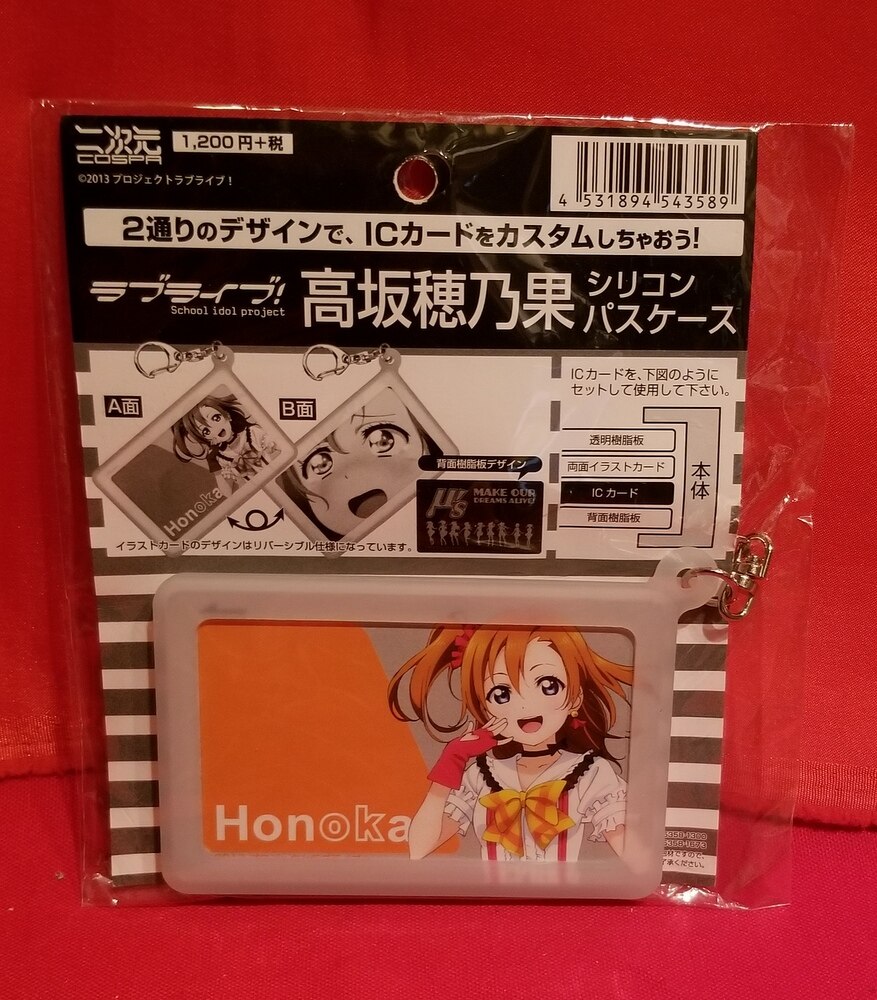 二次元
COSPA
1,200円+税
©2013 プロジェクトラブライブ！
4 531894 543589
2通りのデザインで、ICカードをカスタムしちゃおう!
ラブライブ!
School idol project
高坂穂乃果
シリコン
パスケース
A面
B面
Honoka
イラストカードのデザインはリバーシブル仕様になっています。
背面樹脂板デザイン
μ's
MAKE OUR
DREAMS ALIVE!
ICカードを、下図のように
セットして使用して下さい。
透明樹脂板
両面イラストカード
ICカード
背面樹脂板
本体
Honoka